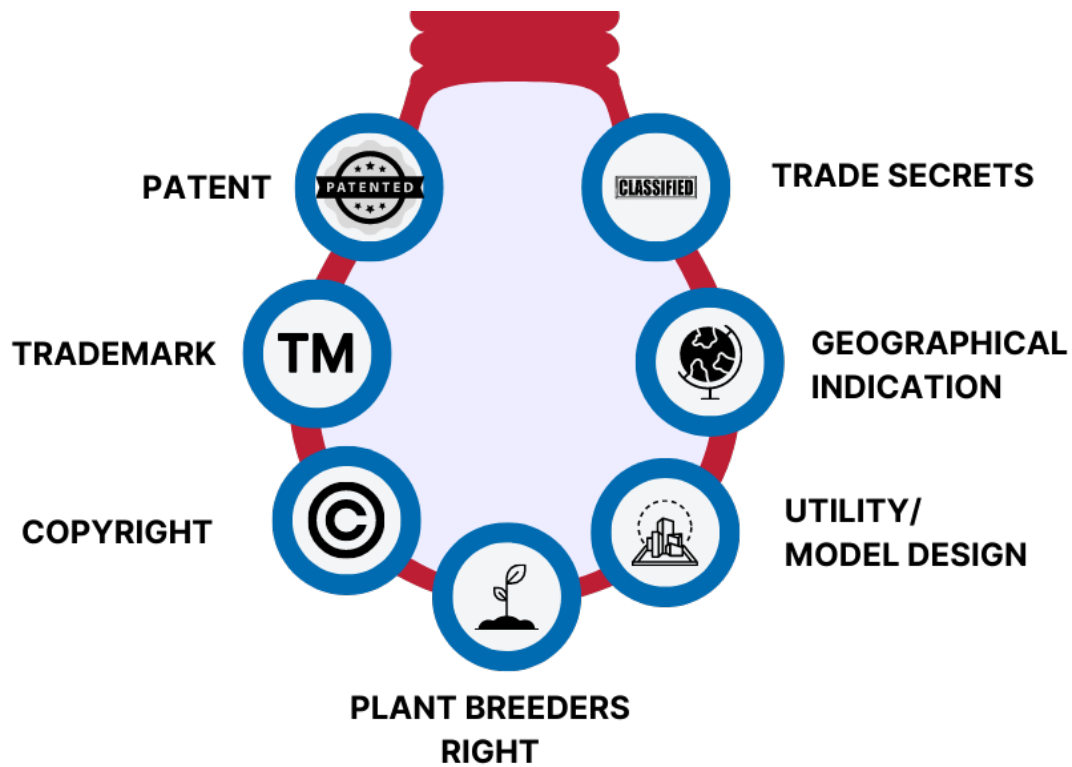 PATENT
PATENTED
TRADEMARK
TM
COPYRIGHT
©
PLANT BREEDERS
RIGHT
CLASSIFIED
TRADE SECRETS
GEOGRAPHICAL
INDICATION
UTILITY/
MODEL DESIGN